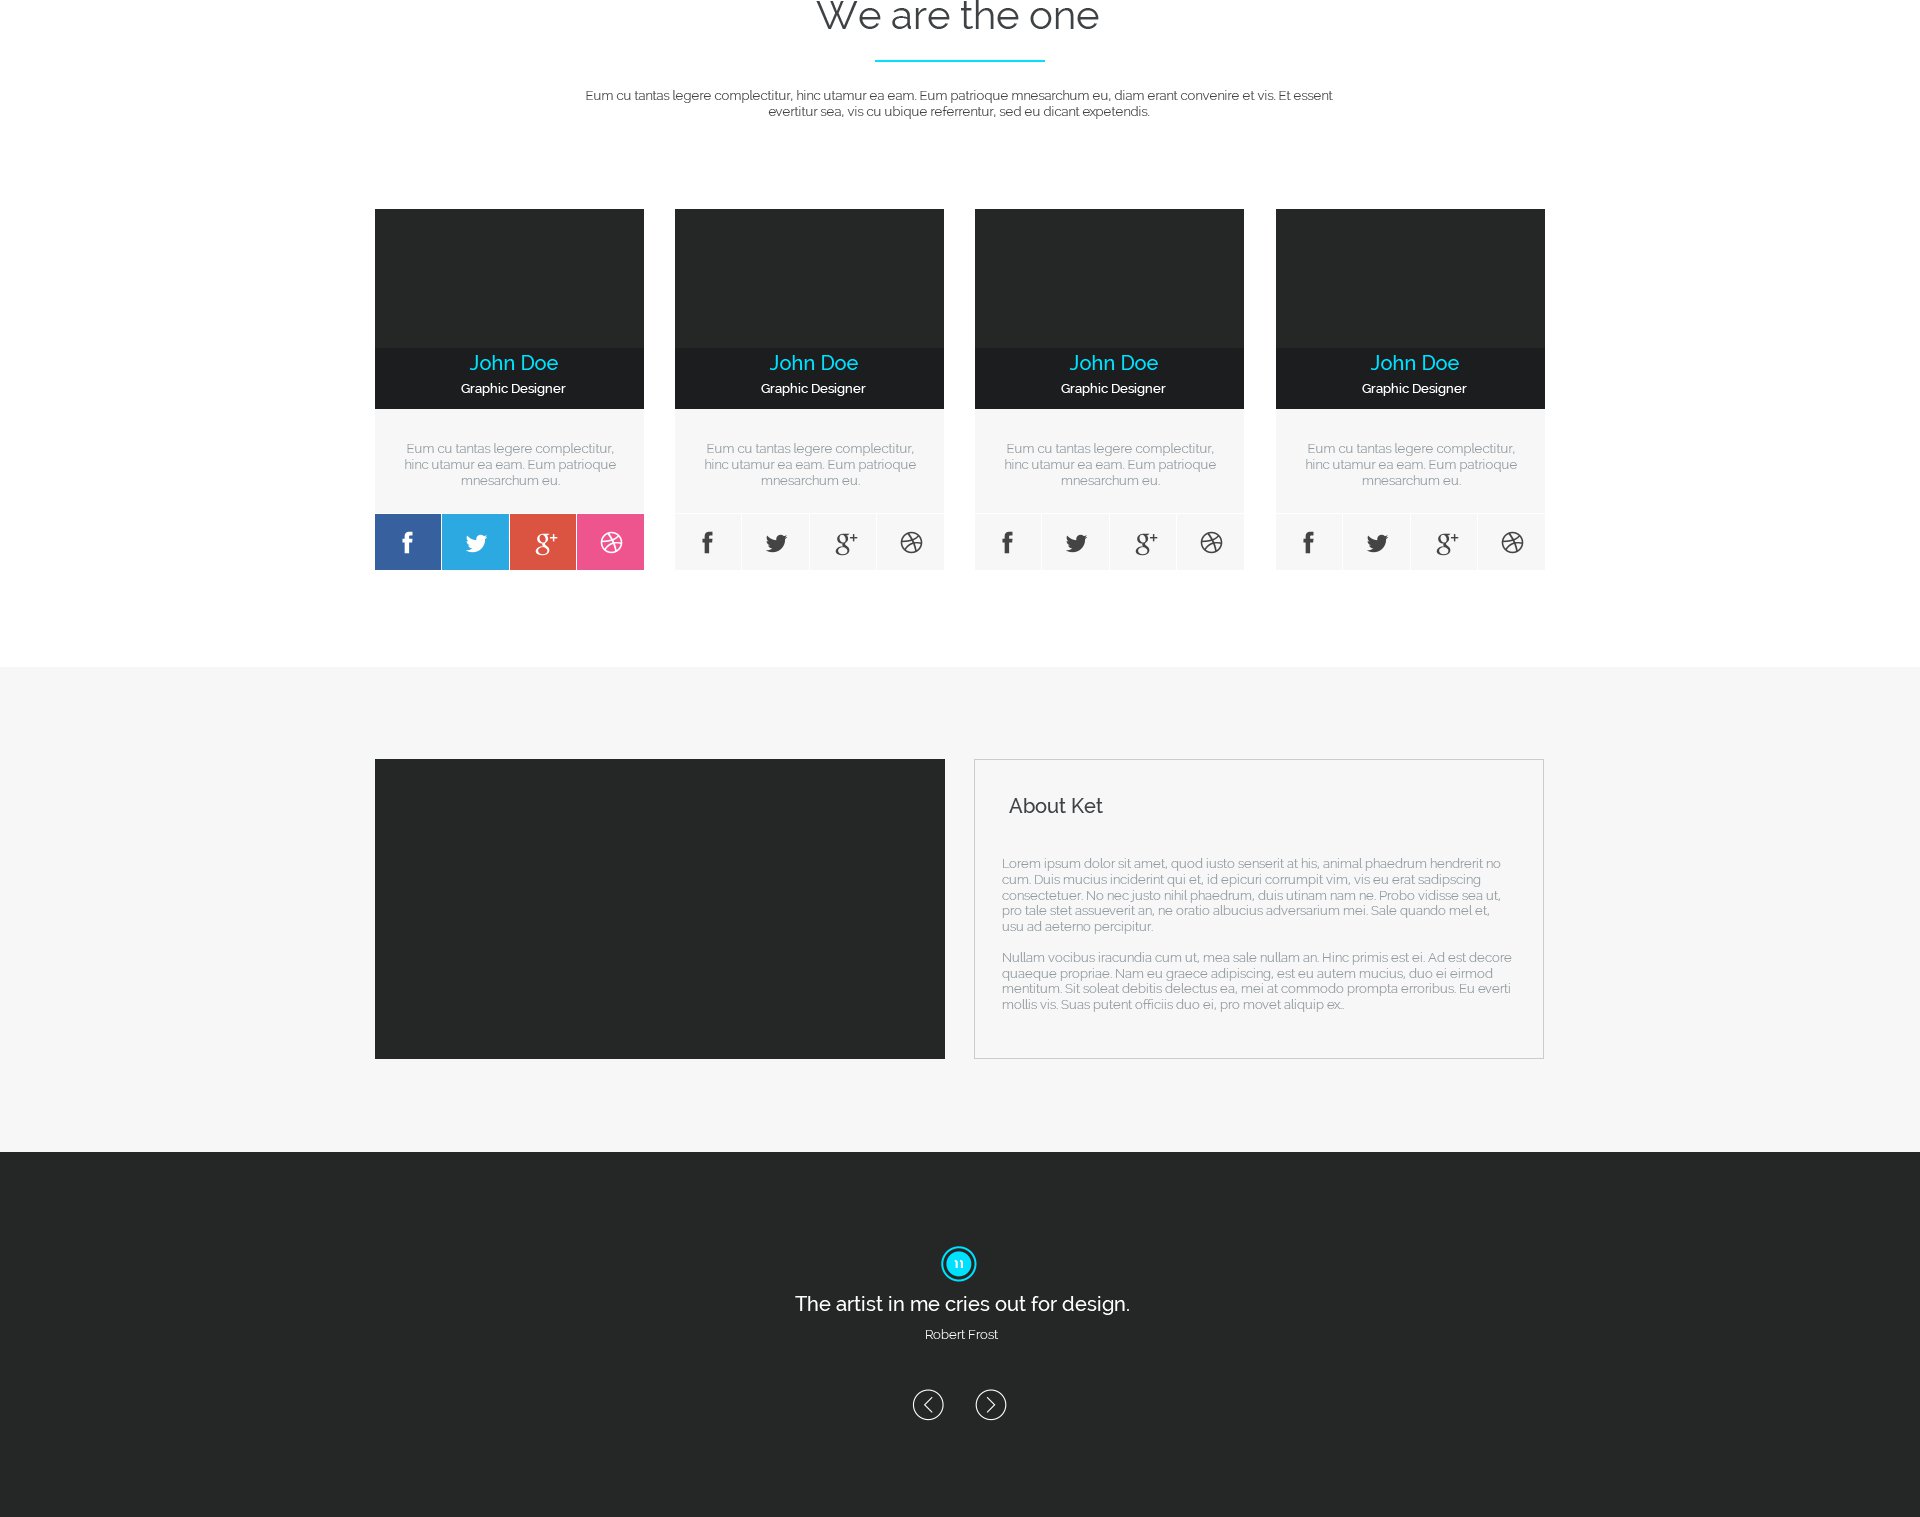 We are the one
Eum cu tantas legere complectitur, hinc utamur ea eam. Eum patrioque mnesarchum eu, diam erant convenire et vis. Et essent
evertitur sea, vis cu ubique referrentur, sed eu dicant expetendis.
John Doe
Graphic Designer
Eum cu tantas legere complectitur,
hinc utamur ea eam. Eum patrioque
mnesarchum eu.
John Doe
Graphic Designer
Eum cu tantas legere complectitur,
hinc utamur ea eam. Eum patrioque
mnesarchum eu.
John Doe
Graphic Designer
Eum cu tantas legere complectitur,
hinc utamur ea eam. Eum patrioque
mnesarchum eu.
John Doe
Graphic Designer
Eum cu tantas legere complectitur,
hinc utamur ea eam. Eum patrioque
mnesarchum eu.
About Ket
Lorem ipsum dolor sit amet, quod iusto senserit at his, animal phaedrum hendrerit no
cum. Duis mucius inciderint qui et, id epicuri corrumpit vim, vis eu erat sadipscing
consectetuer. No nec justo nihil phaedrum, duis utinam nam ne. Probo vidisse sea ut,
pro tale stet assueverit an, ne oratio albucius adversarium mei. Sale quando mel et,
usu ad aeterno percipitur.
Nullam vocibus iracundia cum ut, mea sale nullam an. Hinc primis est ei. Ad est decore
quaeque propriae. Nam eu graece adipiscing, est eu autem mucius, duo ei eirmod
mentitum. Sit soleat debitis delectus ea, mei at commodo prompta erroribus. Eu everti
mollis vis. Suas putent officiis duo ei, pro movet aliquip ex..
The artist in me cries out for design.
Robert Frost